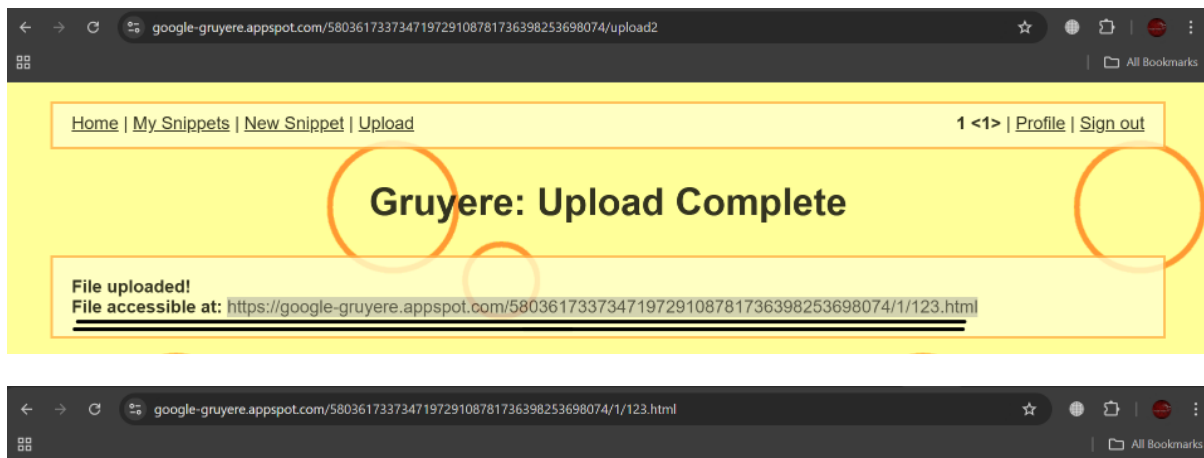 google-gruyere.appspot.com/580361733734719729108781736398253698074/upload2
All Bookmarks
Home | My Snippets | New Snippet | Upload 1 <1> | Profile | Sign out
Gruyere: Upload Complete
File uploaded!
File accessible at: https://google-gruyere.appspot.com/580361733734719729108781736398253698074/1/123.html
google-gruyere.appspot.com/580361733734719729108781736398253698074/1/123.html
All Bookmarks